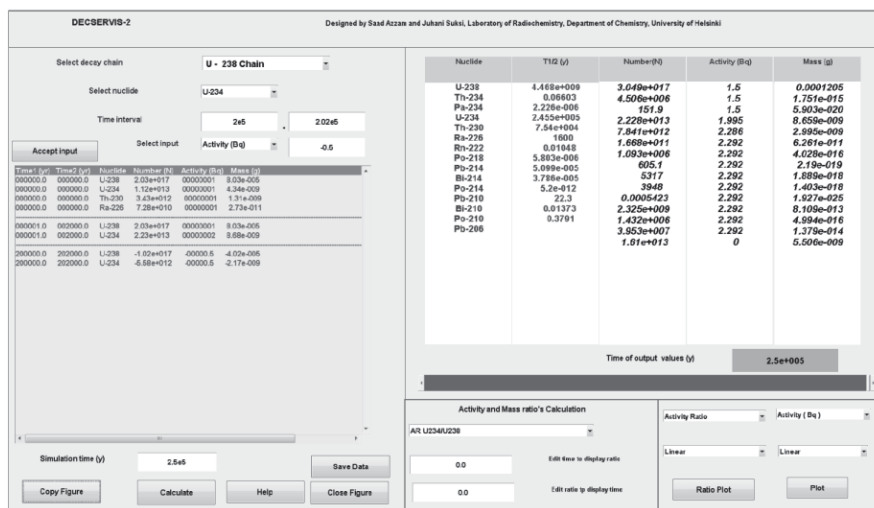 DECSERVIS-2
Designed by Saad Azzam and Juhani Suksi, Laboratory of Radiochemistry, Department of Chemistry, University of Helsinki
Select decay chain
U - 238 Chain
Select nuclide
U-234
Time interval
2e5
2.02e5
Accept input
Select input
Activity (Bq)
-0.5
Time1 (yr) Time2 (yr) Nuclide Number (N) Activity (Bq) Mass (g)
000000.0 000000.0 U-238 2.03e+017 00000001 8.03e-005
000000.0 000000.0 U-234 1.12e+013 00000001 4.34e-009
000000.0 000000.0 Th-230 3.43e+012 00000001 1.31e-009
000000.0 000000.0 Ra-226 7.28e+010 00000001 2.73e-011
000001.0 002000.0 U-238 2.03e+017 00000001 8.03e-005
000001.0 002000.0 U-234 2.23e+013 00000002 8.68e-009
200000.0 202000.0 U-238 -1.02e+017 -00000.5 -4.02e-005
200000.0 202000.0 U-234 -5.58e+012 -00000.5 -2.17e-009
Simulation time (y)
2.5e5
Save Data
Copy Figure
Calculate
Help
Close Figure
Nuclide T1/2 (y) Number(N) Activity (Bq) Mass (g)
U-238 4.468e+009 3.049e+017 1.5 0.0001205
Th-234 0.06603 4.506e+006 1.5 1.751e-015
Pa-234 2.226e-006 151.9 1.5 5.903e-020
U-234 2.455e+005 2.228e+013 1.995 8.659e-009
Th-230 7.54e+004 7.841e+012 2.286 2.995e-009
Ra-226 1600 1.668e+011 2.292 6.261e-011
Rn-222 0.01048 1.093e+006 2.292 4.028e-016
Po-218 5.803e-006 605.1 2.292 2.19e-019
Pb-214 5.099e-005 5317 2.292 1.889e-018
Bi-214 3.786e-005 3948 2.292 1.403e-018
Po-214 5.2e-012 0.0005423 2.292 1.927e-025
Pb-210 22.3 2.325e+009 2.292 8.109e-013
Bi-210 0.01373 1.432e+006 2.292 4.994e-016
Po-210 0.3791 3.953e+007 2.292 1.379e-014
Pb-206 1.61e+013 0 5.506e-009
Time of output values (y)
2.5e+005
Activity and Mass ratio's Calculation
AR U234/U238
0.0
Edit time to display ratio
0.0
Edit ratio tp display time
Activity Ratio
Activity ( Bq )
Linear
Linear
Ratio Plot
Plot